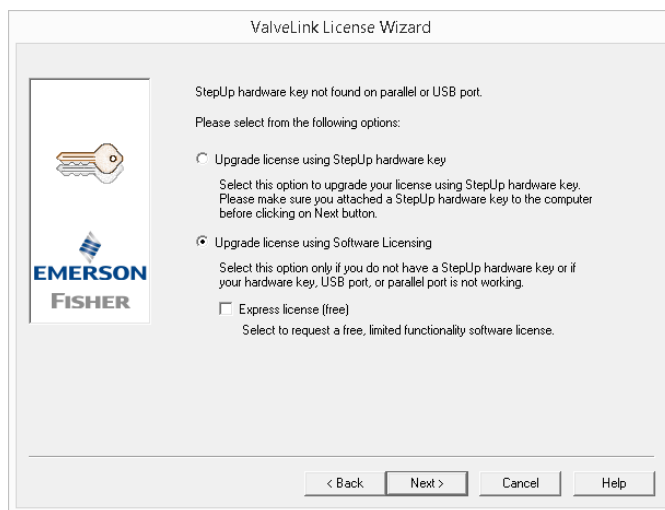 ValveLink License Wizard
StepUp hardware key not found on parallel or USB port.
Please select from the following options:
Upgrade license using StepUp hardware key
Select this option to upgrade your license using StepUp hardware key.
Please make sure you attached a StepUp hardware key to the computer
before clicking on Next button.
EMERSON
FISHER
Upgrade license using Software Licensing
Select this option only if you do not have a StepUp hardware key or if
your hardware key, USB port, or parallel port is not working.
Express license (free)
Select to request a free, limited functionality software license.
< Back
Next >
Cancel
Help